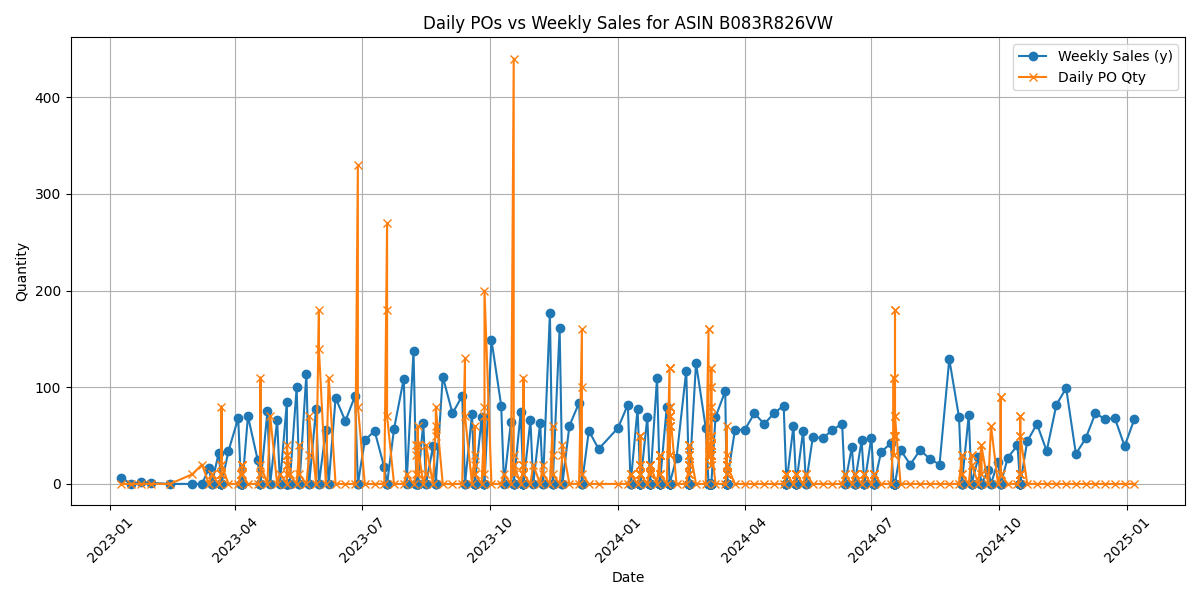 Daily POs vs Weekly Sales for ASIN B083R826VW
Weekly Sales (y)
Daily PO Qty
Quantity
400
300
200
100
0
2023-01
2023-04
2023-07
2023-10
2024-01
2024-04
2024-07
2024-10
2025-01
Date